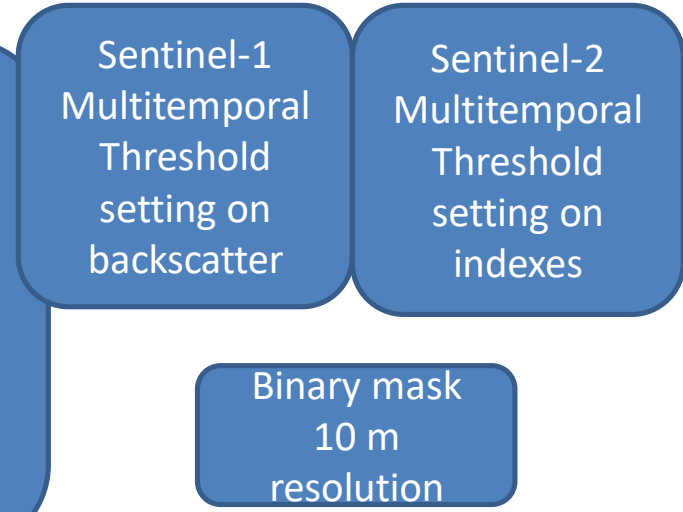 Sentinel-1
Multitemporal
Threshold
setting on
backscatter
Sentinel-2
Multitemporal
Threshold
setting on
indexes
Binary mask
10 m
resolution